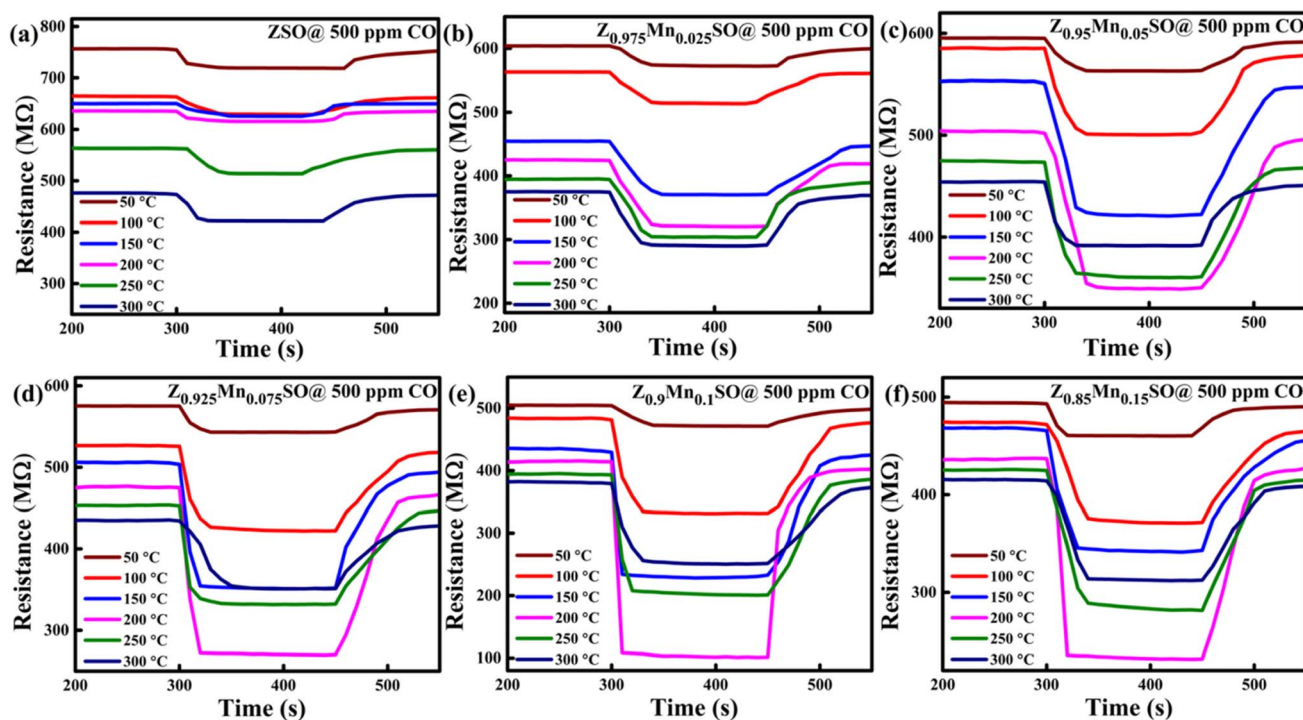 (a)
ZSO@ 500 ppm CO
Resistance (MΩ)
800
700
600
500
400
300
50 °C
100 °C
150 °C
200 °C
250 °C
300 °C
200
300
400
500
Time (s)
(b)
Z0.975Mn0.025SO@ 500 ppm CO
Resistance (MΩ)
600
500
400
300
200
50 °C
100 °C
150 °C
200 °C
250 °C
300 °C
200
300
400
500
Time (s)
(c)
Z0.95Mn0.05SO@ 500 ppm CO
Resistance (MΩ)
600
500
400
50 °C
100 °C
150 °C
200 °C
250 °C
300 °C
200
300
400
500
Time (s)
(d)
Z0.925Mn0.075SO@ 500 ppm CO
Resistance (MΩ)
600
500
400
300
50 °C
100 °C
150 °C
200 °C
250 °C
300 °C
200
300
400
500
Time (s)
(e)
Z0.9Mn0.1SO@ 500 ppm CO
Resistance (MΩ)
500
400
300
200
100
50 °C
100 °C
150 °C
200 °C
250 °C
300 °C
200
300
400
500
Time (s)
(f)
Z0.85Mn0.15SO@ 500 ppm CO
Resistance (MΩ)
500
400
300
50 °C
100 °C
150 °C
200 °C
250 °C
300 °C
200
300
400
500
Time (s)